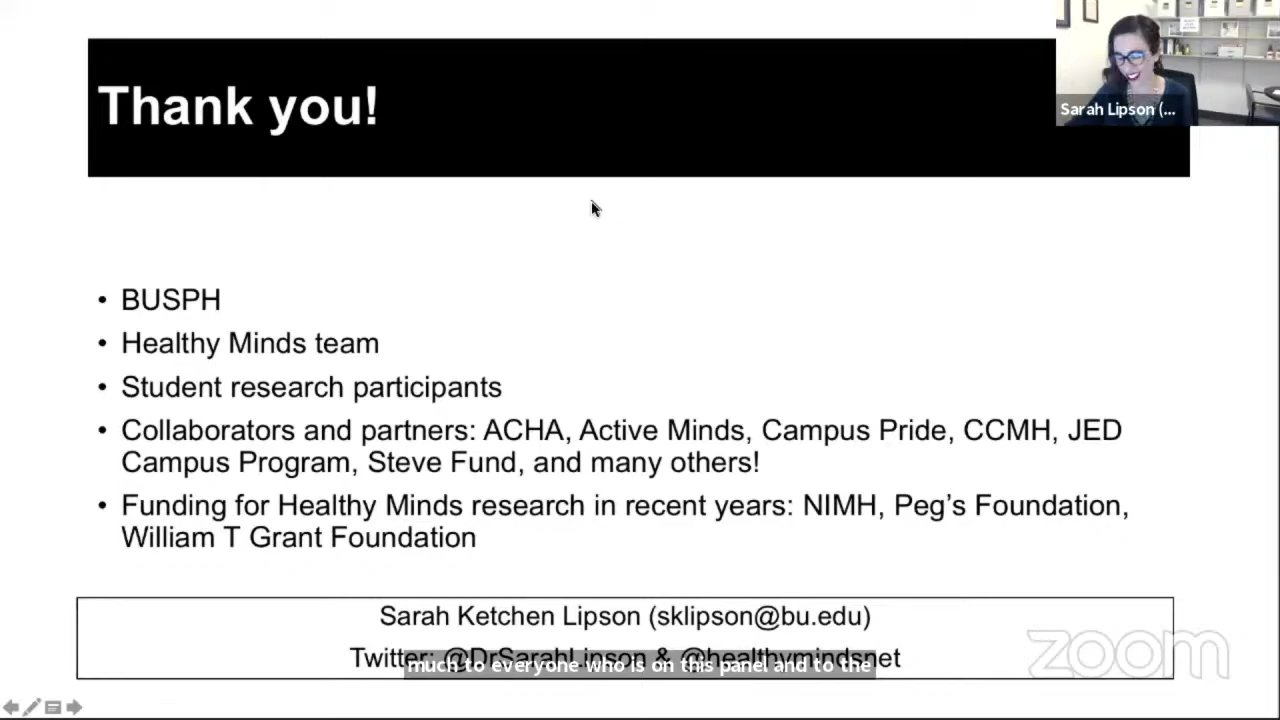 Thank you!
Sarah Lipson (...
• BUSPH
• Healthy Minds team
• Student research participants
• Collaborators and partners: ACHA, Active Minds, Campus Pride, CCMH, JED
Campus Program, Steve Fund, and many others!
• Funding for Healthy Minds research in recent years: NIMH, Peg’s Foundation,
William T Grant Foundation
Sarah Ketchen Lipson (sklipson@bu.edu)
Twitter: @DrSarahLipson & @healthymindsnet
much to everyone who is on this panel and to the
zoom